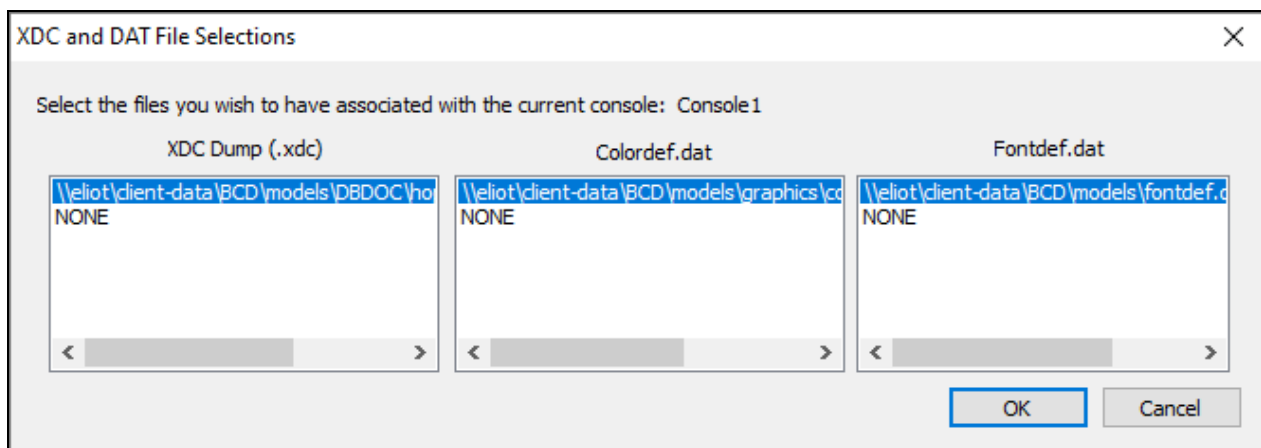 XDC and DAT File Selections
Select the files you wish to have associated with the current console: Console1
XDC Dump (.xdc)
Colordef.dat
Fontdef.dat
\\eliot\client-data\BCD\models\DBDOC\ho
NONE
\\eliot\client-data\BCD\models\graphics\co
NONE
\\eliot\client-data\BCD\models\fontdef.d
NONE
OK
Cancel